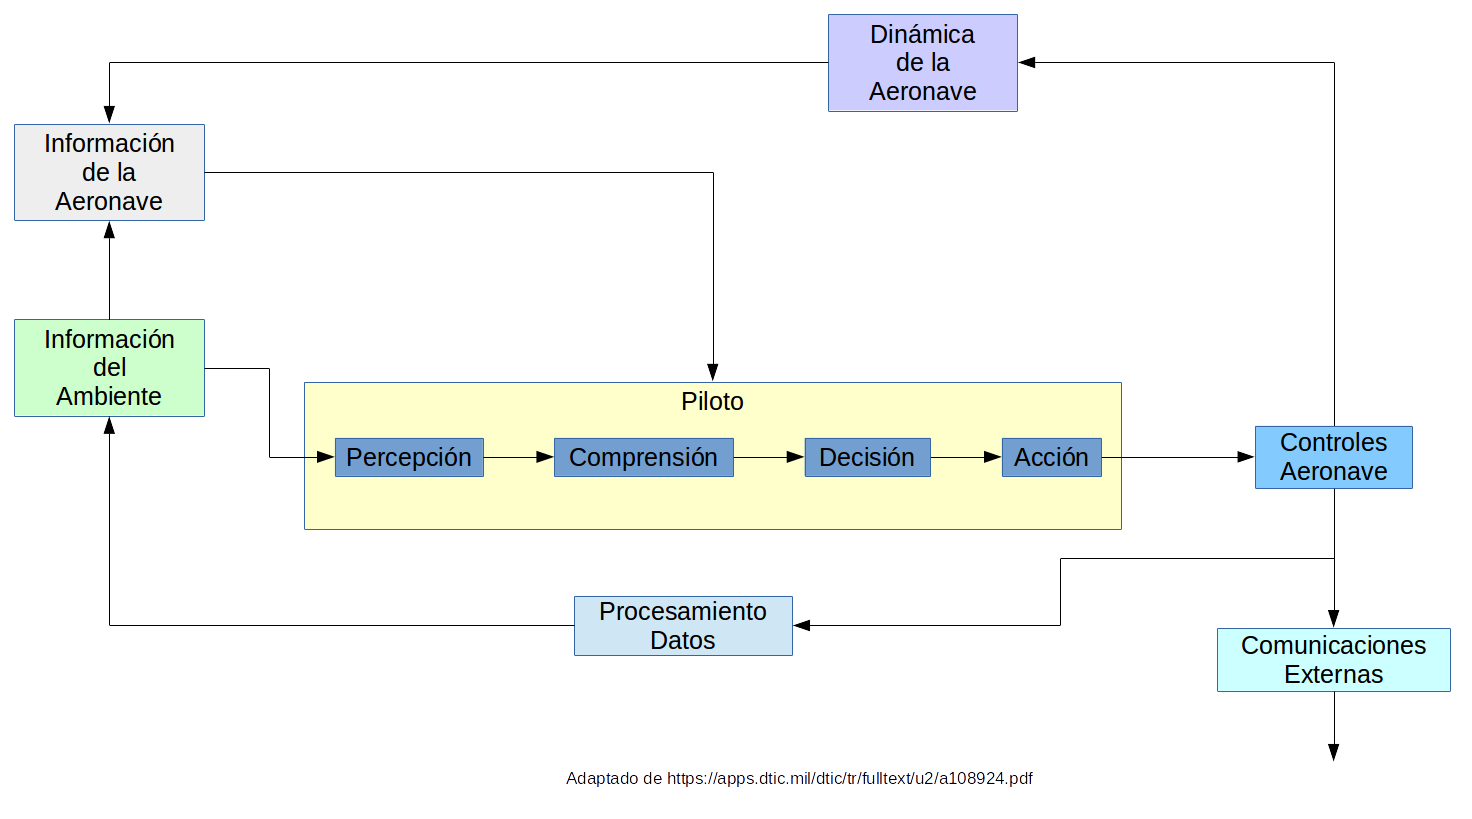 Dinámica
de la
Aeronave
Información
de la
Aeronave
Información
del
Ambiente
Piloto
Percepción
Comprensión
Decisión
Acción
Controles
Aeronave
Procesamiento
Datos
Comunicaciones
Externas
Adaptado de https://apps.dtic.mil/dtic/tr/fulltext/u2/a108924.pdf